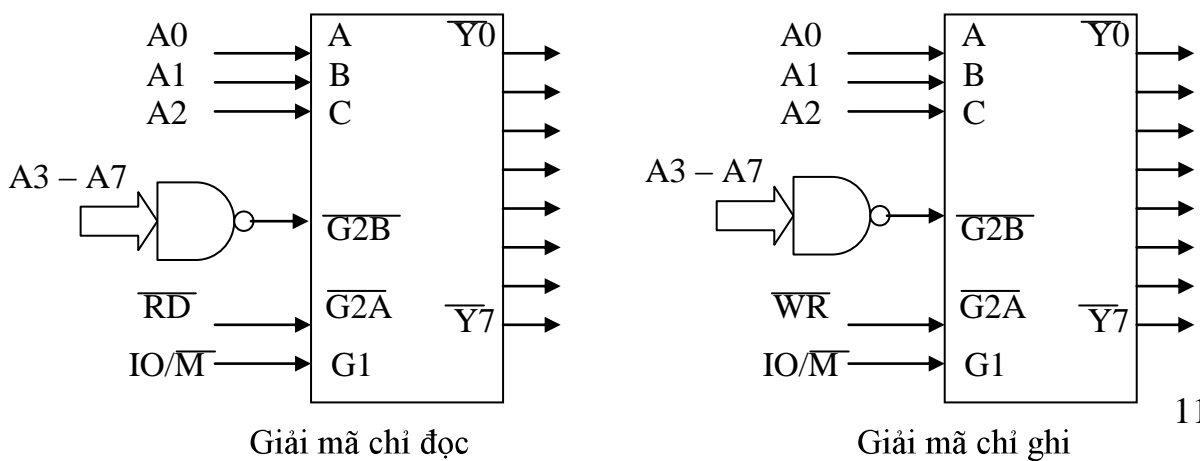 A0 A Y0
A1 B
A2 C
A3 – A7
G2B
RD G2A Y7
IO/M G1
Giải mã chỉ đọc
A0 A Y0
A1 B
A2 C
A3 – A7
G2B
WR G2A Y7
IO/M G1
Giải mã chỉ ghi
11